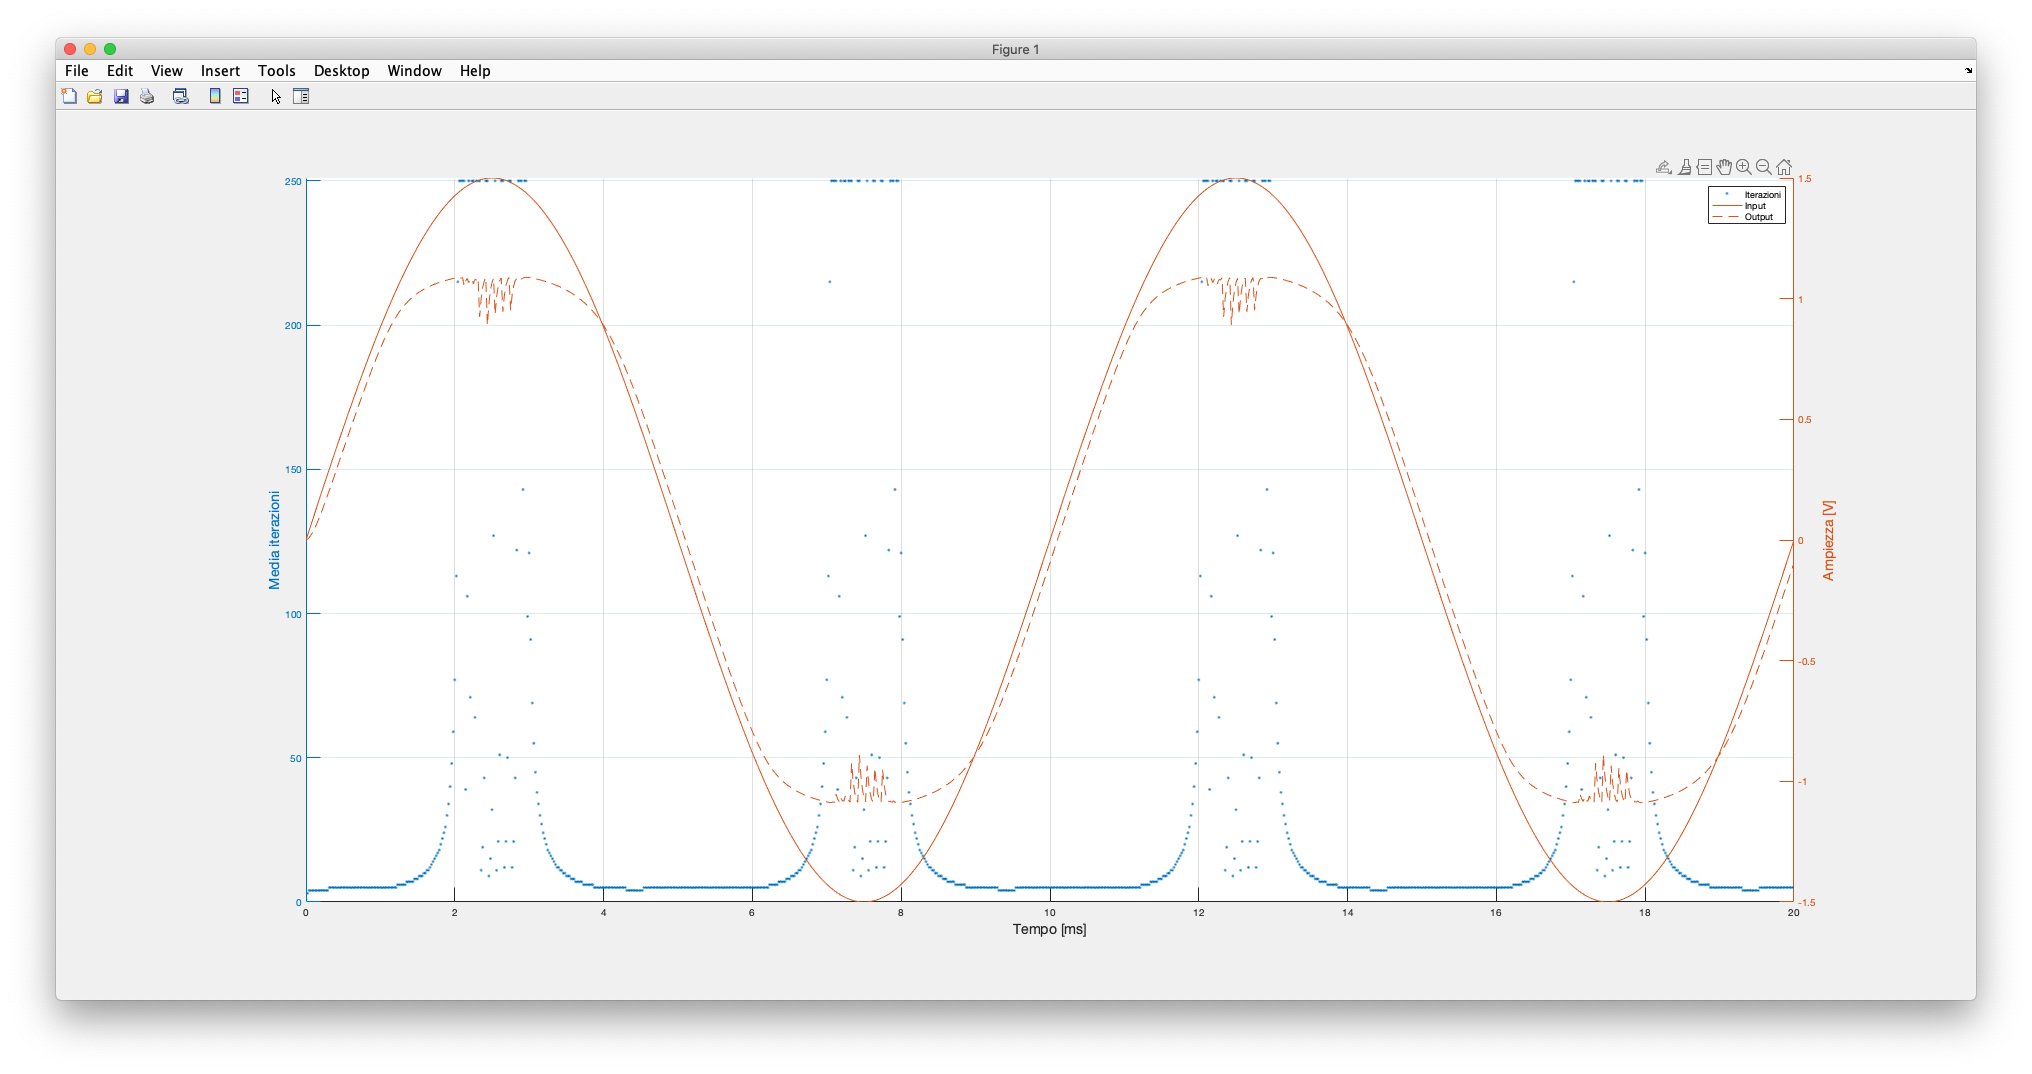 Figure 1
File Edit View Insert Tools Desktop Window Help
Iterazioni
Input
Output
250
200
150
100
50
0
Media iterazioni
1.5
1
0.5
0
-0.5
-1
-1.5
Ampiezza [V]
0 2 4 6 8 10 12 14 16 18 20
Tempo [ms]